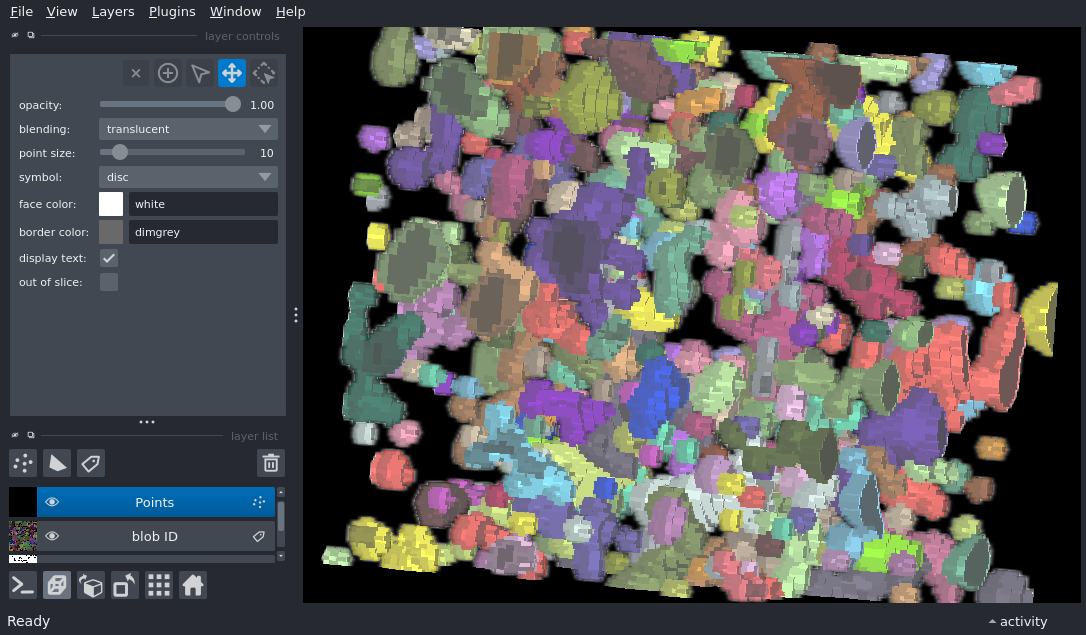 File View Layers Plugins Window Help
layer controls
opacity: 1.00
blending: translucent
point size: 10
symbol: disc
face color: white
border color: dimgrey
display text:
out of slice:
layer list
Points
blob ID
Ready
activity